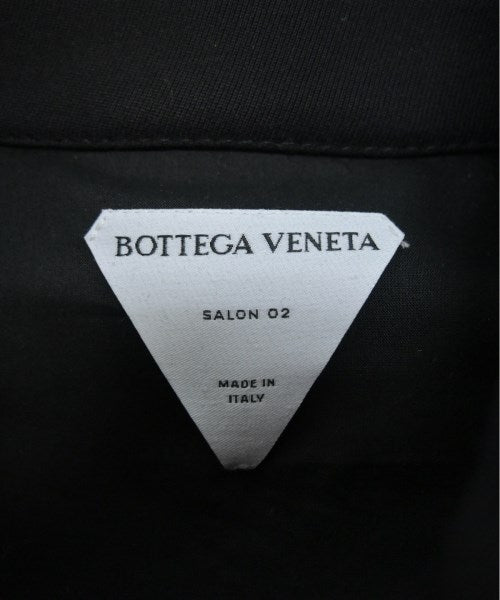 BOTTEGA VENETA
SALON 02
MADE IN
ITALY